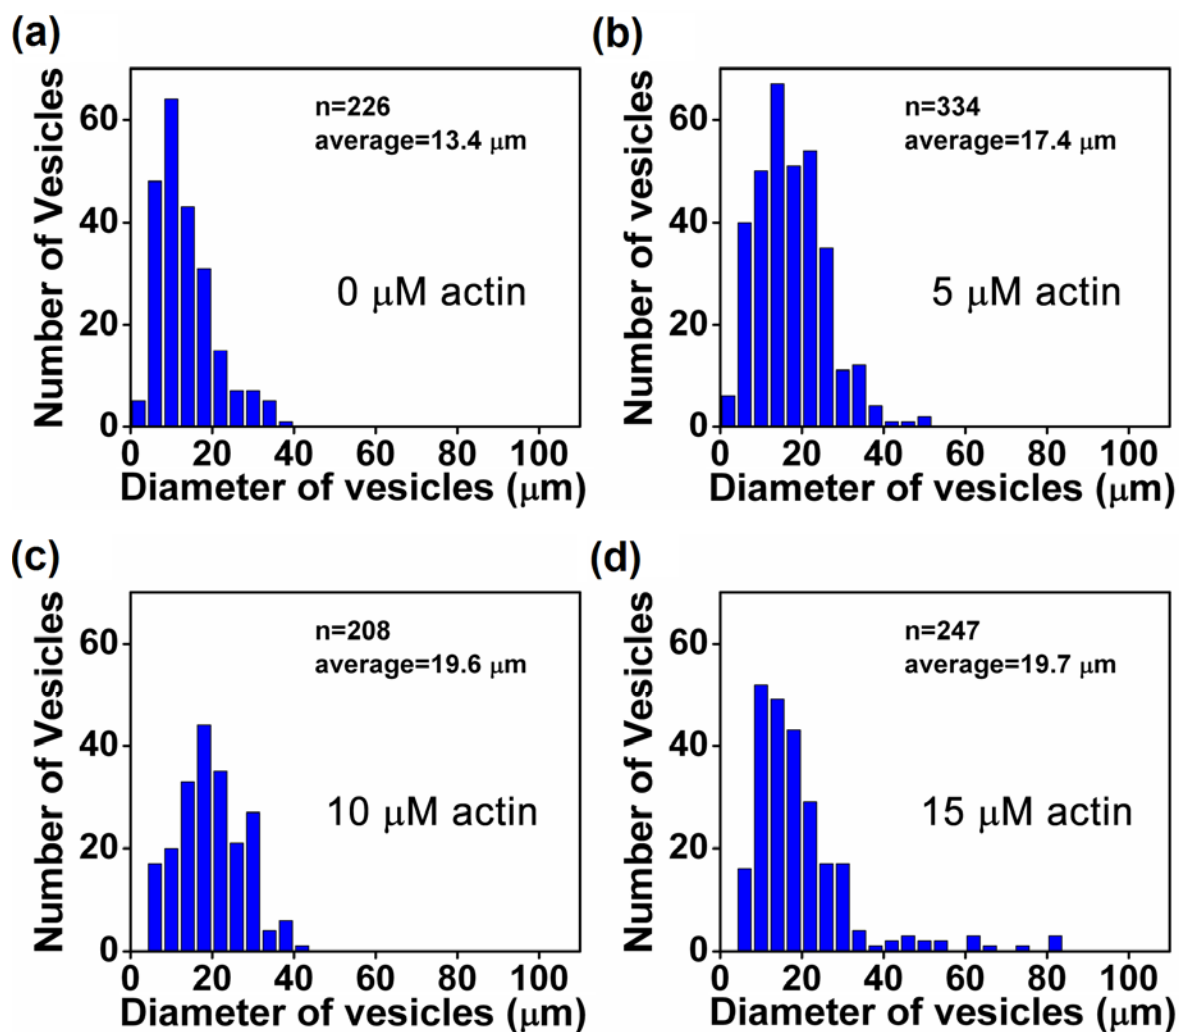 (a)
Number of Vesicles
60
40
20
0
n=226
average=13.4 μm
0 μM actin
0 20 40 60 80 100
Diameter of vesicles (μm)
(b)
Number of vesicles
60
40
20
0
n=334
average=17.4 μm
5 μM actin
0 20 40 60 80 100
Diameter of vesicles (μm)
(c)
Number of Vesicles
60
40
20
0
n=208
average=19.6 μm
10 μM actin
0 20 40 60 80 100
Diameter of vesicles (μm)
(d)
Number of Vesicles
60
40
20
0
n=247
average=19.7 μm
15 μM actin
0 20 40 60 80 100
Diameter of vesicles (μm)